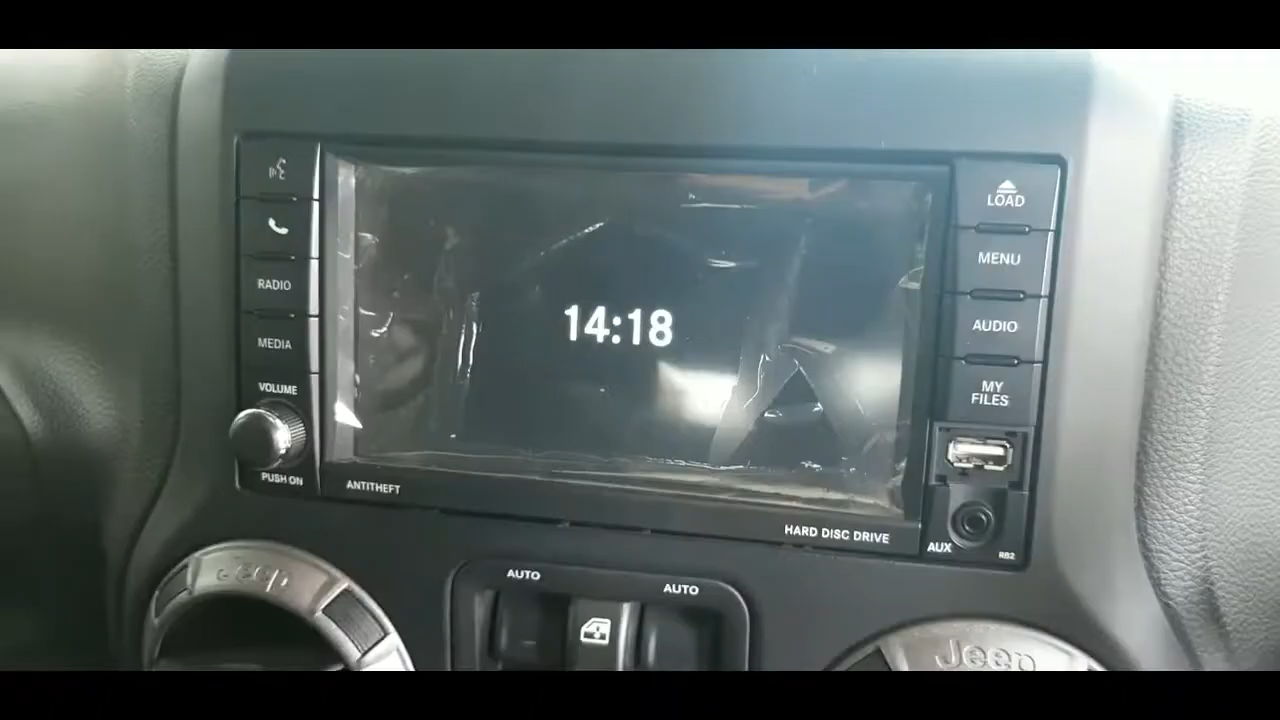 RADIO
MEDIA
VOLUME
PUSH ON
ANTITHEFT
14:18
LOAD
MENU
AUDIO
MY
FILES
HARD DISC DRIVE
AUX
RB2
AUTO
AUTO
Jeep
Jeep